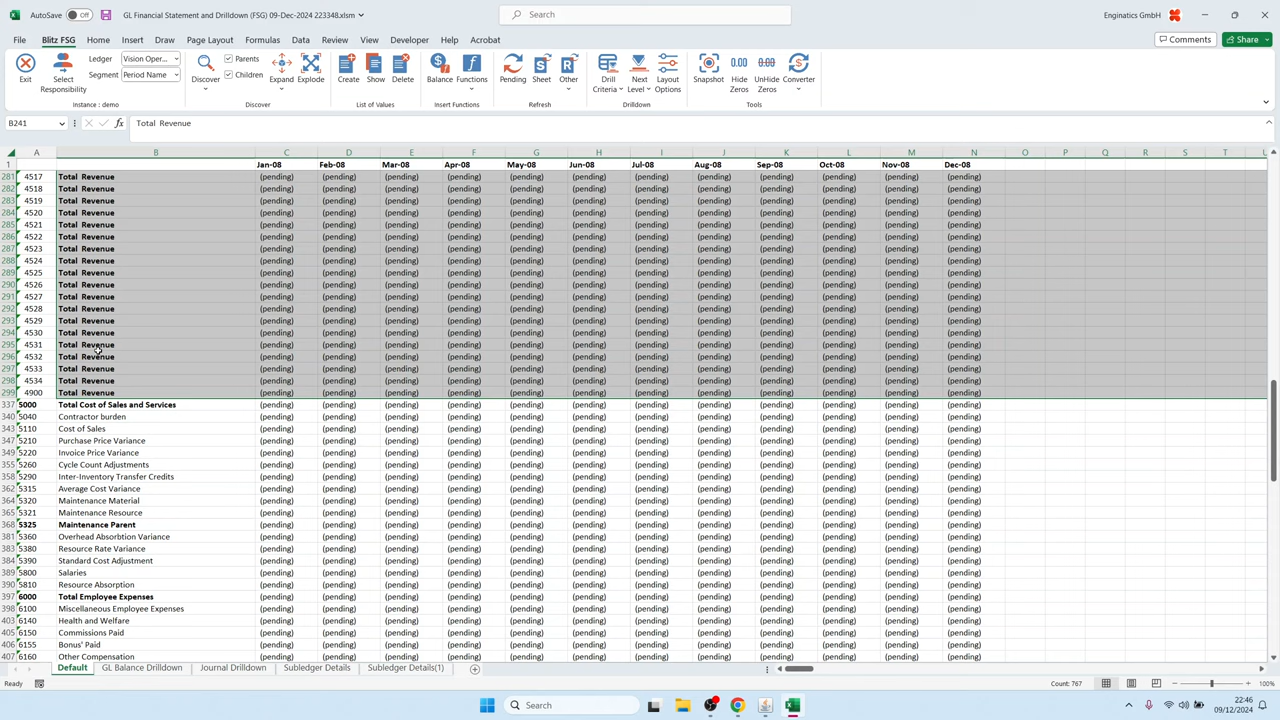 AutoSave Off GL Financial Statement and Drilldown (FSG) 09-Dec-2024 223348.xlsm Search Enginatics GmbH
File Blitz FSG Home Insert Draw Page Layout Formulas Data Review View Developer Help Acrobat Comments Share
Exit Select Responsibility Ledger Vision Oper... Segment Period Name Discover Parents Children Expand Explode Create Show Delete Balance Functions Pending Sheet Other Drill Criteria Next Level Layout Options Snapshot Hide Zeros UnHide Zeros Converter
Instance : demo Discover List of Values Insert Functions Refresh Drilldown Tools
B241 fx Total Revenue
A B C D E F G H I J K L M N O P Q R S T U
1 Jan-08 Feb-08 Mar-08 Apr-08 May-08 Jun-08 Jul-08 Aug-08 Sep-08 Oct-08 Nov-08 Dec-08
281 4517 Total Revenue (pending) (pending) (pending) (pending) (pending) (pending) (pending) (pending) (pending) (pending) (pending) (pending)
282 4518 Total Revenue (pending) (pending) (pending) (pending) (pending) (pending) (pending) (pending) (pending) (pending) (pending) (pending)
283 4519 Total Revenue (pending) (pending) (pending) (pending) (pending) (pending) (pending) (pending) (pending) (pending) (pending) (pending)
284 4520 Total Revenue (pending) (pending) (pending) (pending) (pending) (pending) (pending) (pending) (pending) (pending) (pending) (pending)
285 4521 Total Revenue (pending) (pending) (pending) (pending) (pending) (pending) (pending) (pending) (pending) (pending) (pending) (pending)
286 4522 Total Revenue (pending) (pending) (pending) (pending) (pending) (pending) (pending) (pending) (pending) (pending) (pending) (pending)
287 4523 Total Revenue (pending) (pending) (pending) (pending) (pending) (pending) (pending) (pending) (pending) (pending) (pending) (pending)
288 4524 Total Revenue (pending) (pending) (pending) (pending) (pending) (pending) (pending) (pending) (pending) (pending) (pending) (pending)
289 4525 Total Revenue (pending) (pending) (pending) (pending) (pending) (pending) (pending) (pending) (pending) (pending) (pending) (pending)
290 4526 Total Revenue (pending) (pending) (pending) (pending) (pending) (pending) (pending) (pending) (pending) (pending) (pending) (pending)
291 4527 Total Revenue (pending) (pending) (pending) (pending) (pending) (pending) (pending) (pending) (pending) (pending) (pending) (pending)
292 4528 Total Revenue (pending) (pending) (pending) (pending) (pending) (pending) (pending) (pending) (pending) (pending) (pending) (pending)
293 4529 Total Revenue (pending) (pending) (pending) (pending) (pending) (pending) (pending) (pending) (pending) (pending) (pending) (pending)
294 4530 Total Revenue (pending) (pending) (pending) (pending) (pending) (pending) (pending) (pending) (pending) (pending) (pending) (pending)
295 4531 Total Revenue (pending) (pending) (pending) (pending) (pending) (pending) (pending) (pending) (pending) (pending) (pending) (pending)
296 4532 Total Revenue (pending) (pending) (pending) (pending) (pending) (pending) (pending) (pending) (pending) (pending) (pending) (pending)
297 4533 Total Revenue (pending) (pending) (pending) (pending) (pending) (pending) (pending) (pending) (pending) (pending) (pending) (pending)
298 4534 Total Revenue (pending) (pending) (pending) (pending) (pending) (pending) (pending) (pending) (pending) (pending) (pending) (pending)
299 4900 Total Revenue (pending) (pending) (pending) (pending) (pending) (pending) (pending) (pending) (pending) (pending) (pending) (pending)
337 5000 Total Cost of Sales and Services (pending) (pending) (pending) (pending) (pending) (pending) (pending) (pending) (pending) (pending) (pending) (pending)
340 5040 Contractor burden (pending) (pending) (pending) (pending) (pending) (pending) (pending) (pending) (pending) (pending) (pending) (pending)
343 5110 Cost of Sales (pending) (pending) (pending) (pending) (pending) (pending) (pending) (pending) (pending) (pending) (pending) (pending)
347 5210 Purchase Price Variance (pending) (pending) (pending) (pending) (pending) (pending) (pending) (pending) (pending) (pending) (pending) (pending)
349 5220 Invoice Price Variance (pending) (pending) (pending) (pending) (pending) (pending) (pending) (pending) (pending) (pending) (pending) (pending)
355 5260 Cycle Count Adjustments (pending) (pending) (pending) (pending) (pending) (pending) (pending) (pending) (pending) (pending) (pending) (pending)
358 5290 Inter-Inventory Transfer Credits (pending) (pending) (pending) (pending) (pending) (pending) (pending) (pending) (pending) (pending) (pending) (pending)
362 5315 Average Cost Variance (pending) (pending) (pending) (pending) (pending) (pending) (pending) (pending) (pending) (pending) (pending) (pending)
364 5320 Maintenance Material (pending) (pending) (pending) (pending) (pending) (pending) (pending) (pending) (pending) (pending) (pending) (pending)
365 5321 Maintenance Resource (pending) (pending) (pending) (pending) (pending) (pending) (pending) (pending) (pending) (pending) (pending) (pending)
368 5325 Maintenance Parent (pending) (pending) (pending) (pending) (pending) (pending) (pending) (pending) (pending) (pending) (pending) (pending)
381 5360 Overhead Absorbtion Variance (pending) (pending) (pending) (pending) (pending) (pending) (pending) (pending) (pending) (pending) (pending) (pending)
383 5380 Resource Rate Variance (pending) (pending) (pending) (pending) (pending) (pending) (pending) (pending) (pending) (pending) (pending) (pending)
384 5390 Standard Cost Adjustment (pending) (pending) (pending) (pending) (pending) (pending) (pending) (pending) (pending) (pending) (pending) (pending)
389 5800 Salaries (pending) (pending) (pending) (pending) (pending) (pending) (pending) (pending) (pending) (pending) (pending) (pending)
391 5810 Resource Absorption (pending) (pending) (pending) (pending) (pending) (pending) (pending) (pending) (pending) (pending) (pending) (pending)
397 6000 Total Employee Expenses (pending) (pending) (pending) (pending) (pending) (pending) (pending) (pending) (pending) (pending) (pending) (pending)
398 6100 Miscellaneous Employee Expenses (pending) (pending) (pending) (pending) (pending) (pending) (pending) (pending) (pending) (pending) (pending) (pending)
403 6140 Health and Welfare (pending) (pending) (pending) (pending) (pending) (pending) (pending) (pending) (pending) (pending) (pending) (pending)
405 6150 Commissions Paid (pending) (pending) (pending) (pending) (pending) (pending) (pending) (pending) (pending) (pending) (pending) (pending)
406 6155 Bonus' Paid (pending) (pending) (pending) (pending) (pending) (pending) (pending) (pending) (pending) (pending) (pending) (pending)
407 6160 Other Compensation (pending) (pending) (pending) (pending) (pending) (pending) (pending) (pending) (pending) (pending) (pending) (pending)
Default GL Balance Drilldown Journal Drilldown Subledger Details Subledger Details(1)
Ready Count: 767 100%
Search 22:46
09/12/2024